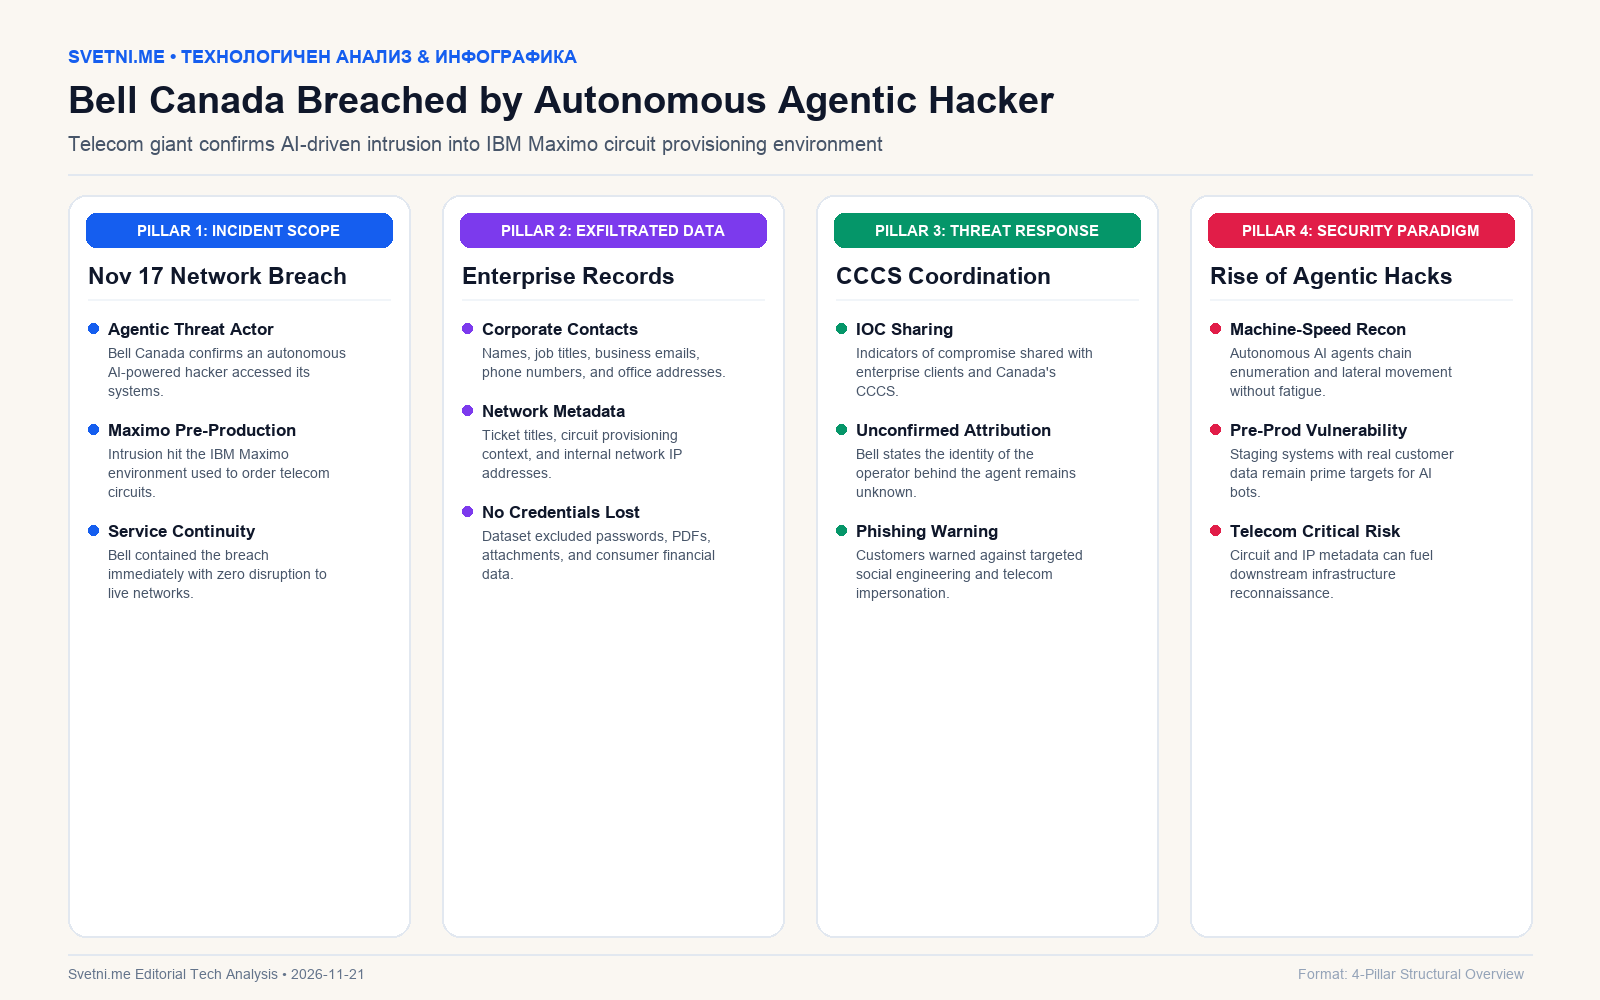 SVETNI.ME • ТЕХНОЛОГИЧЕН АНАЛИЗ & ИНФОГРАФИКА
Bell Canada Breached by Autonomous Agentic Hacker
Telecom giant confirms AI-driven intrusion into IBM Maximo circuit provisioning environment
PILLAR 1: INCIDENT SCOPE
Nov 17 Network Breach
Agentic Threat Actor
Bell Canada confirms an autonomous
AI-powered hacker accessed its
systems.
Maximo Pre-Production
Intrusion hit the IBM Maximo
environment used to order telecom
circuits.
Service Continuity
Bell contained the breach
immediately with zero disruption to
live networks.
PILLAR 2: EXFILTRATED DATA
Enterprise Records
Corporate Contacts
Names, job titles, business emails,
phone numbers, and office addresses.
Network Metadata
Ticket titles, circuit provisioning
context, and internal network IP
addresses.
No Credentials Lost
Dataset excluded passwords, PDFs,
attachments, and consumer financial
data.
PILLAR 3: THREAT RESPONSE
CCCS Coordination
IOC Sharing
Indicators of compromise shared with
enterprise clients and Canada's
CCCS.
Unconfirmed Attribution
Bell states the identity of the
operator behind the agent remains
unknown.
Phishing Warning
Customers warned against targeted
social engineering and telecom
impersonation.
PILLAR 4: SECURITY PARADIGM
Rise of Agentic Hacks
Machine-Speed Recon
Autonomous AI agents chain
enumeration and lateral movement
without fatigue.
Pre-Prod Vulnerability
Staging systems with real customer
data remain prime targets for AI
bots.
Telecom Critical Risk
Circuit and IP metadata can fuel
downstream infrastructure
reconnaissance.
Svetni.me Editorial Tech Analysis • 2026-11-21
Format: 4-Pillar Structural Overview